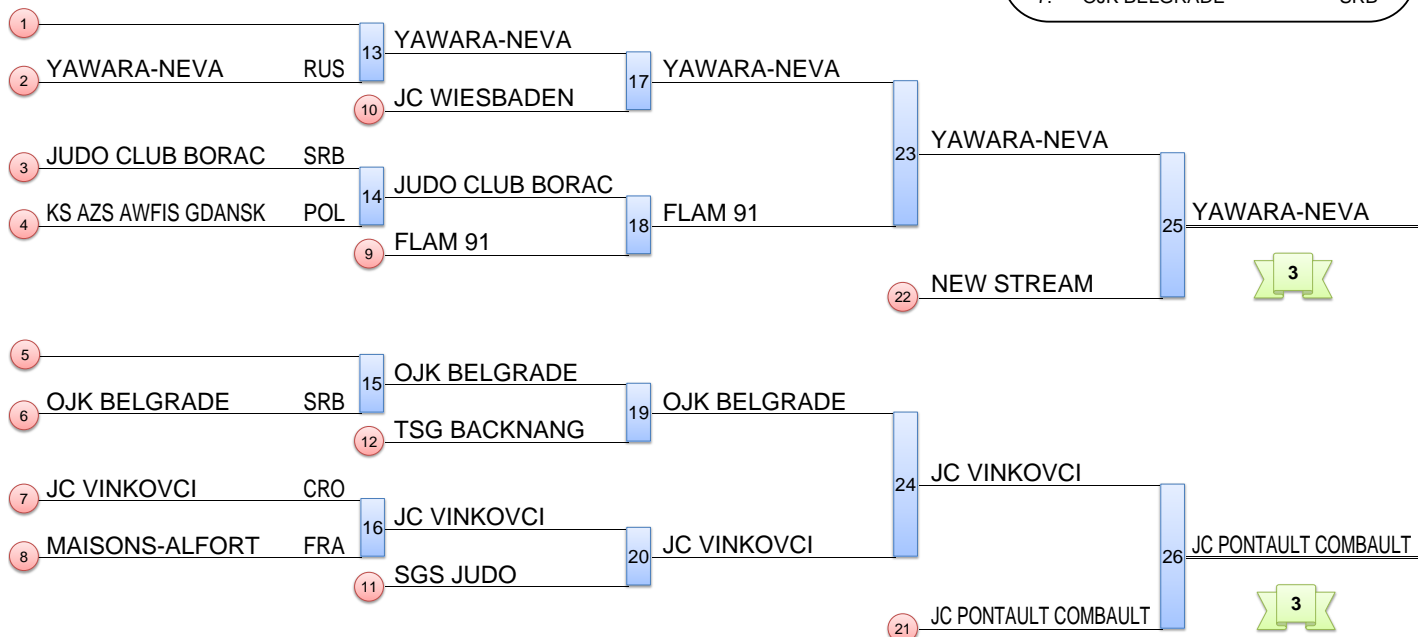 7. OJK BELGRADE SRB
1
13 YAWARA-NEVA
2 YAWARA-NEVA RUS
17 YAWARA-NEVA
10 JC WIESBADEN
23 YAWARA-NEVA
3 JUDO CLUB BORAC SRB
14 JUDO CLUB BORAC
4 KS AZS AWFIS GDANSK POL
18 FLAM 91
9 FLAM 91
25 YAWARA-NEVA
3
22 NEW STREAM
5
15 OJK BELGRADE
6 OJK BELGRADE SRB
19 OJK BELGRADE
12 TSG BACKNANG
24 JC VINKOVCI
7 JC VINKOVCI CRO
16 JC VINKOVCI
8 MAISONS-ALFORT FRA
20 JC VINKOVCI
11 SGS JUDO
26 JC PONTAULT COMBAULT
3
21 JC PONTAULT COMBAULT